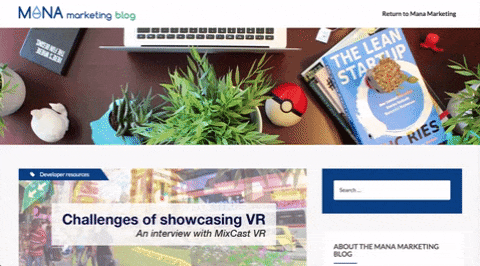 MANA marketing blog
Return to Mana Marketing
THE LEAN
STARTUP
ERIC RIES
Developer resources
Challenges of showcasing VR
An interview with MixCast VR
Search ...
ABOUT THE MANA MARKETING
BLOG